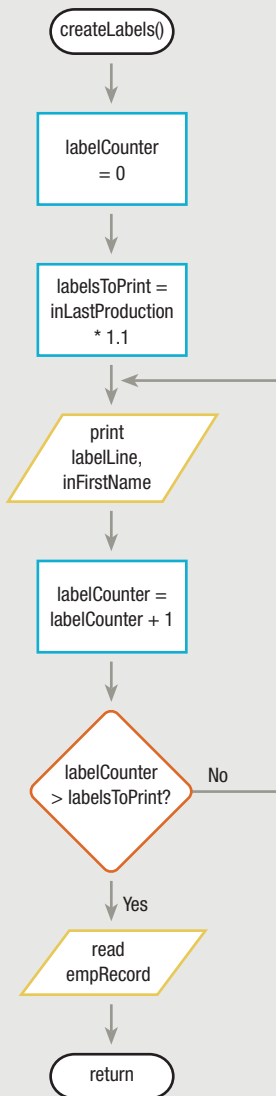 createLabels()
labelCounter
= 0
labelsToPrint =
inLastProduction
* 1.1
print
labelLine,
inFirstName
labelCounter =
labelCounter + 1
labelCounter
> labelsToPrint?
No
Yes
read
empRecord
return